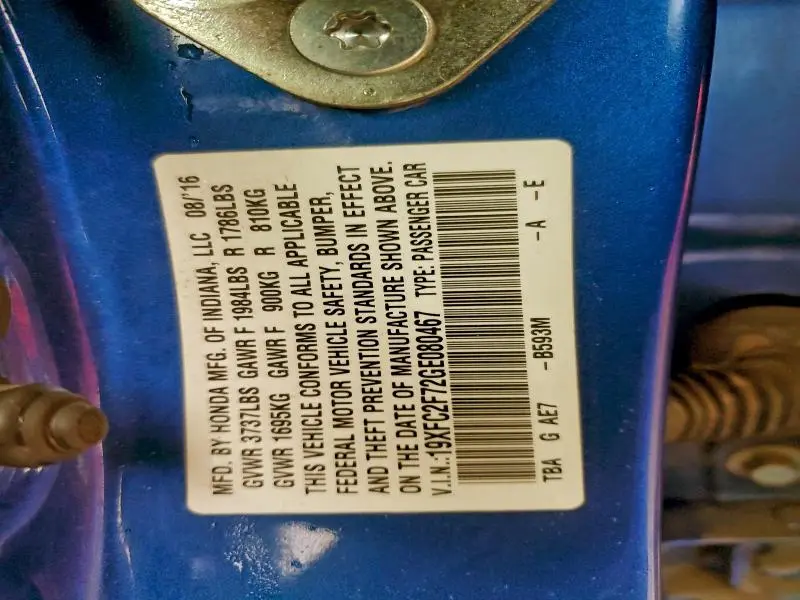 MFD. BY HONDA MFG. OF INDIANA, LLC 08/'16
GVWR 3737LBS GAWR F 1984LBS R 1786LBS
GVWR 1695KG GAWR F 900KG R 810KG
THIS VEHICLE CONFORMS TO ALL APPLICABLE
FEDERAL MOTOR VEHICLE SAFETY, BUMPER,
AND THEFT PREVENTION STANDARDS IN EFFECT
ON THE DATE OF MANUFACTURE SHOWN ABOVE.
V.I.N.:19XFC2F72GE080467 TYPE: PASSENGER CAR
TBA G AE7 -B593M -A -E